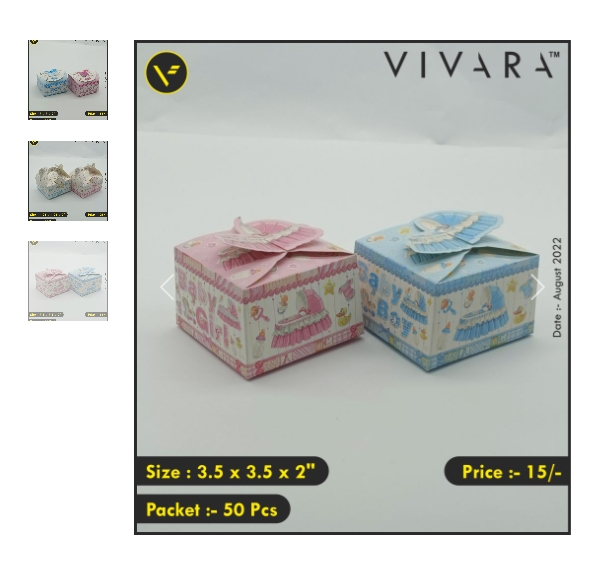 VIVARA™
Baby
Girl
Baby
Boy
Date :- August 2022
Size : 3.5 x 3.5 x 2"
Price :- 15/-
Packet :- 50 Pcs